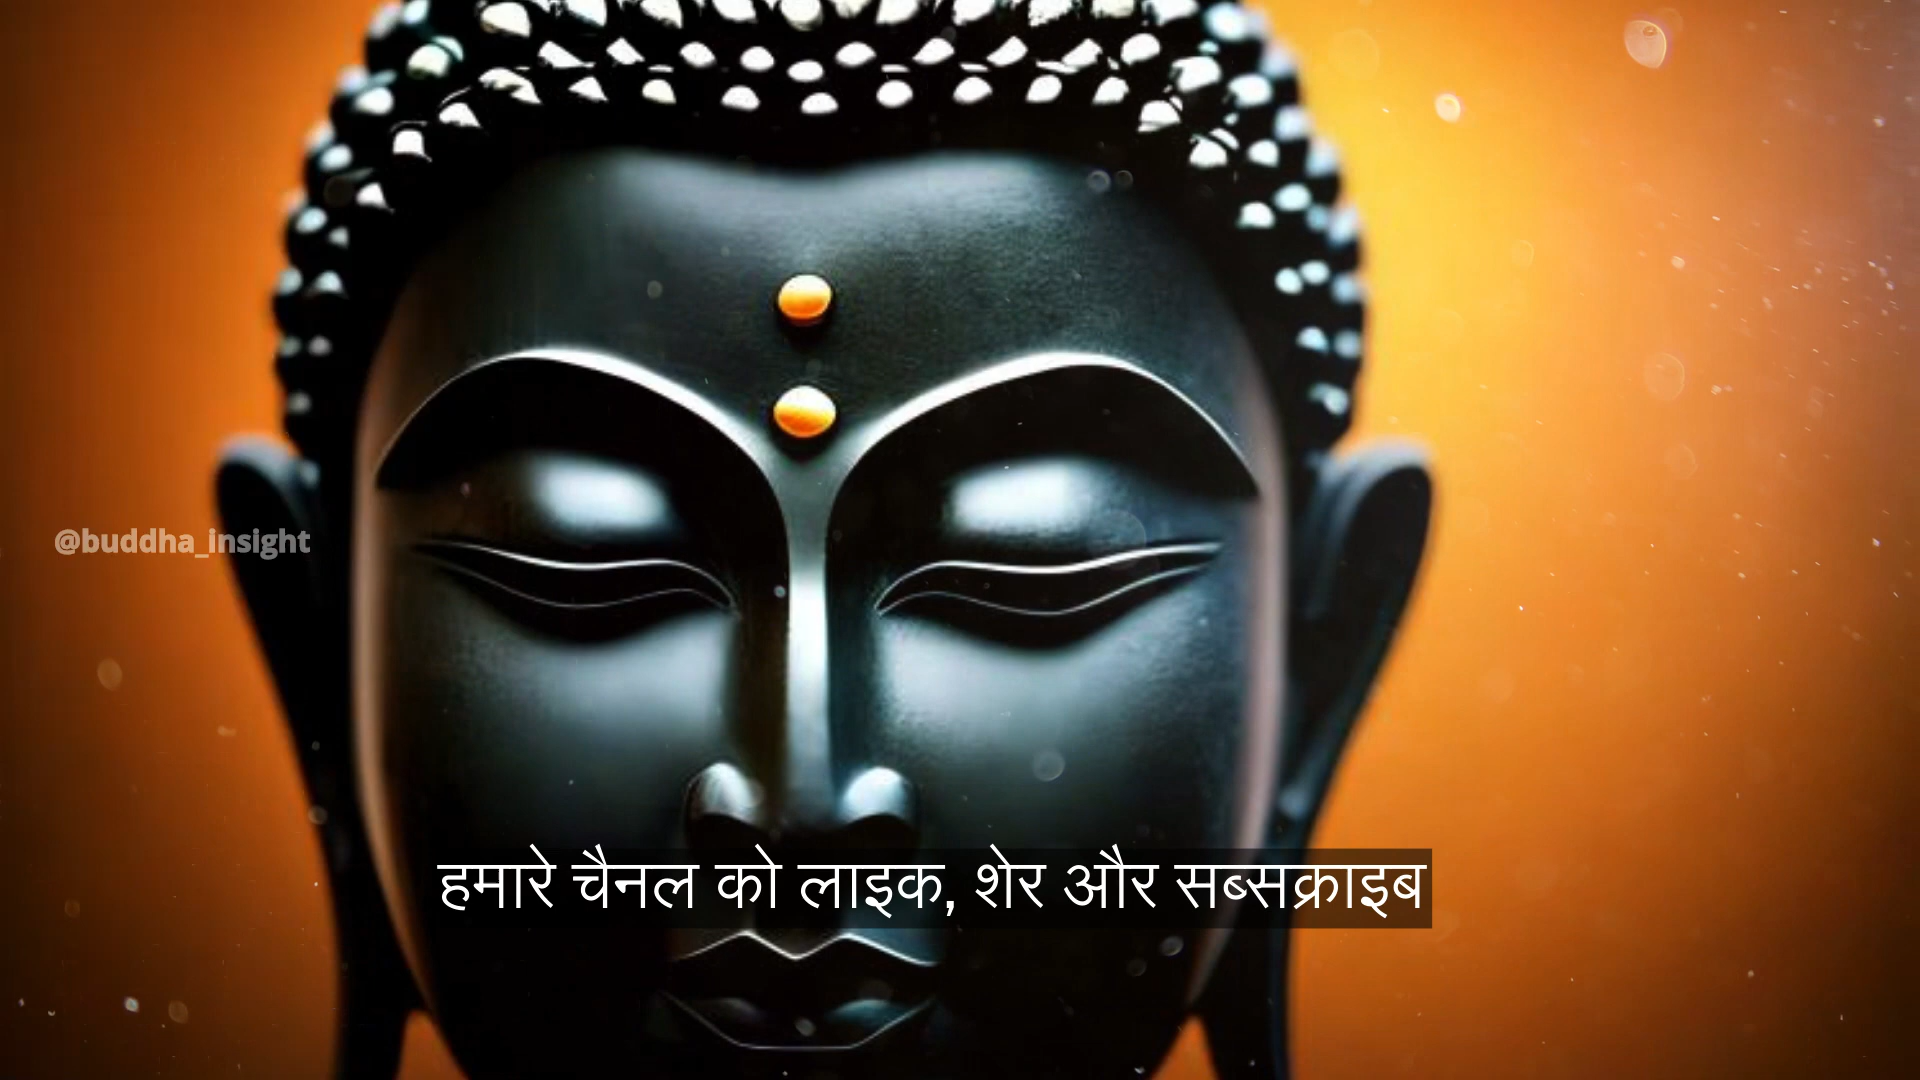 @buddha_insight
हमारे चैनल को लाइक, शेर और सब्सक्राइब